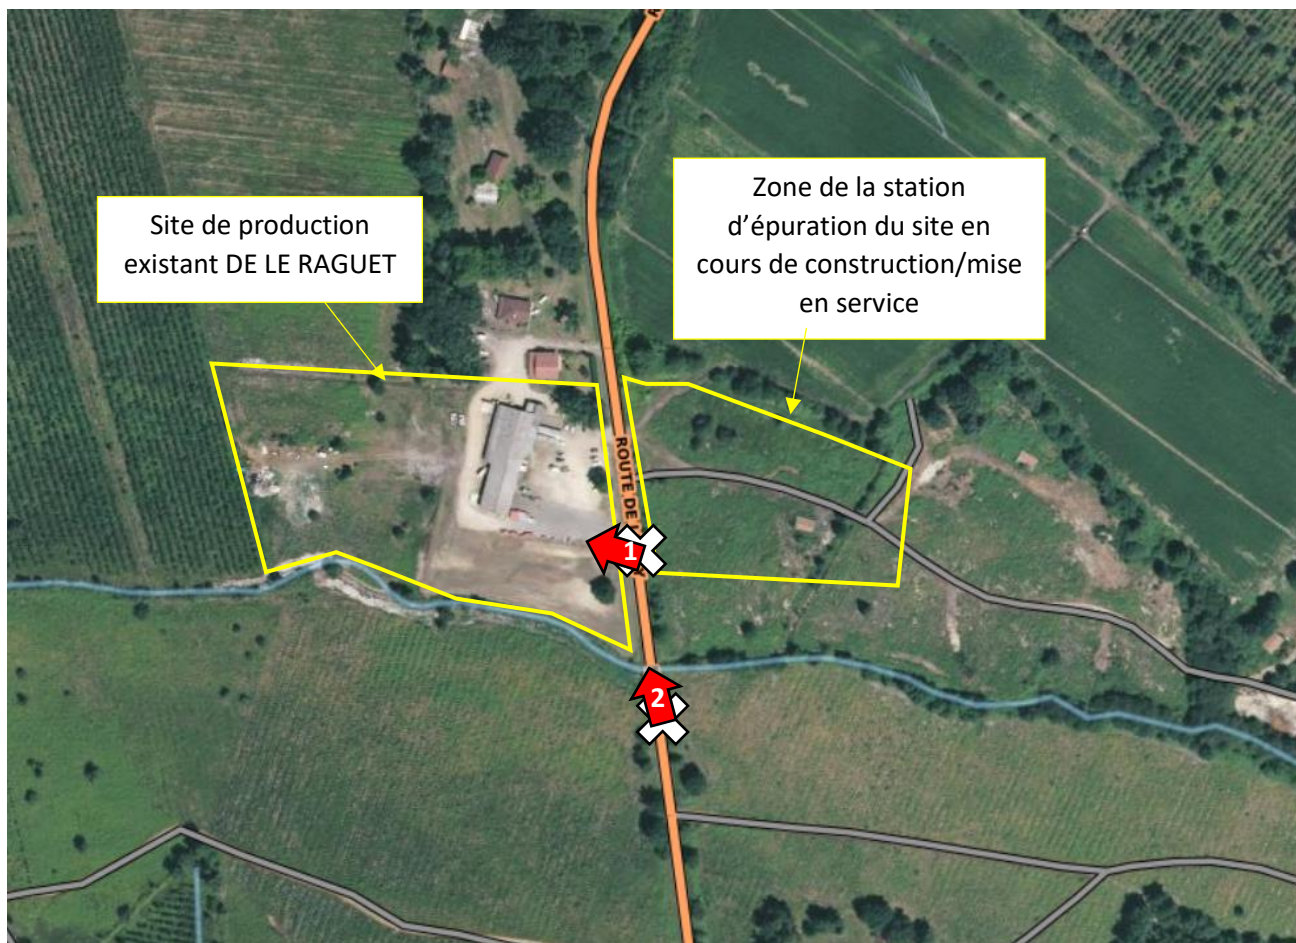 Zone de la station
d’épuration du site en
cours de construction/mise
en service
Site de production
existant DE LE RAGUET
ROUTE DE
1
2